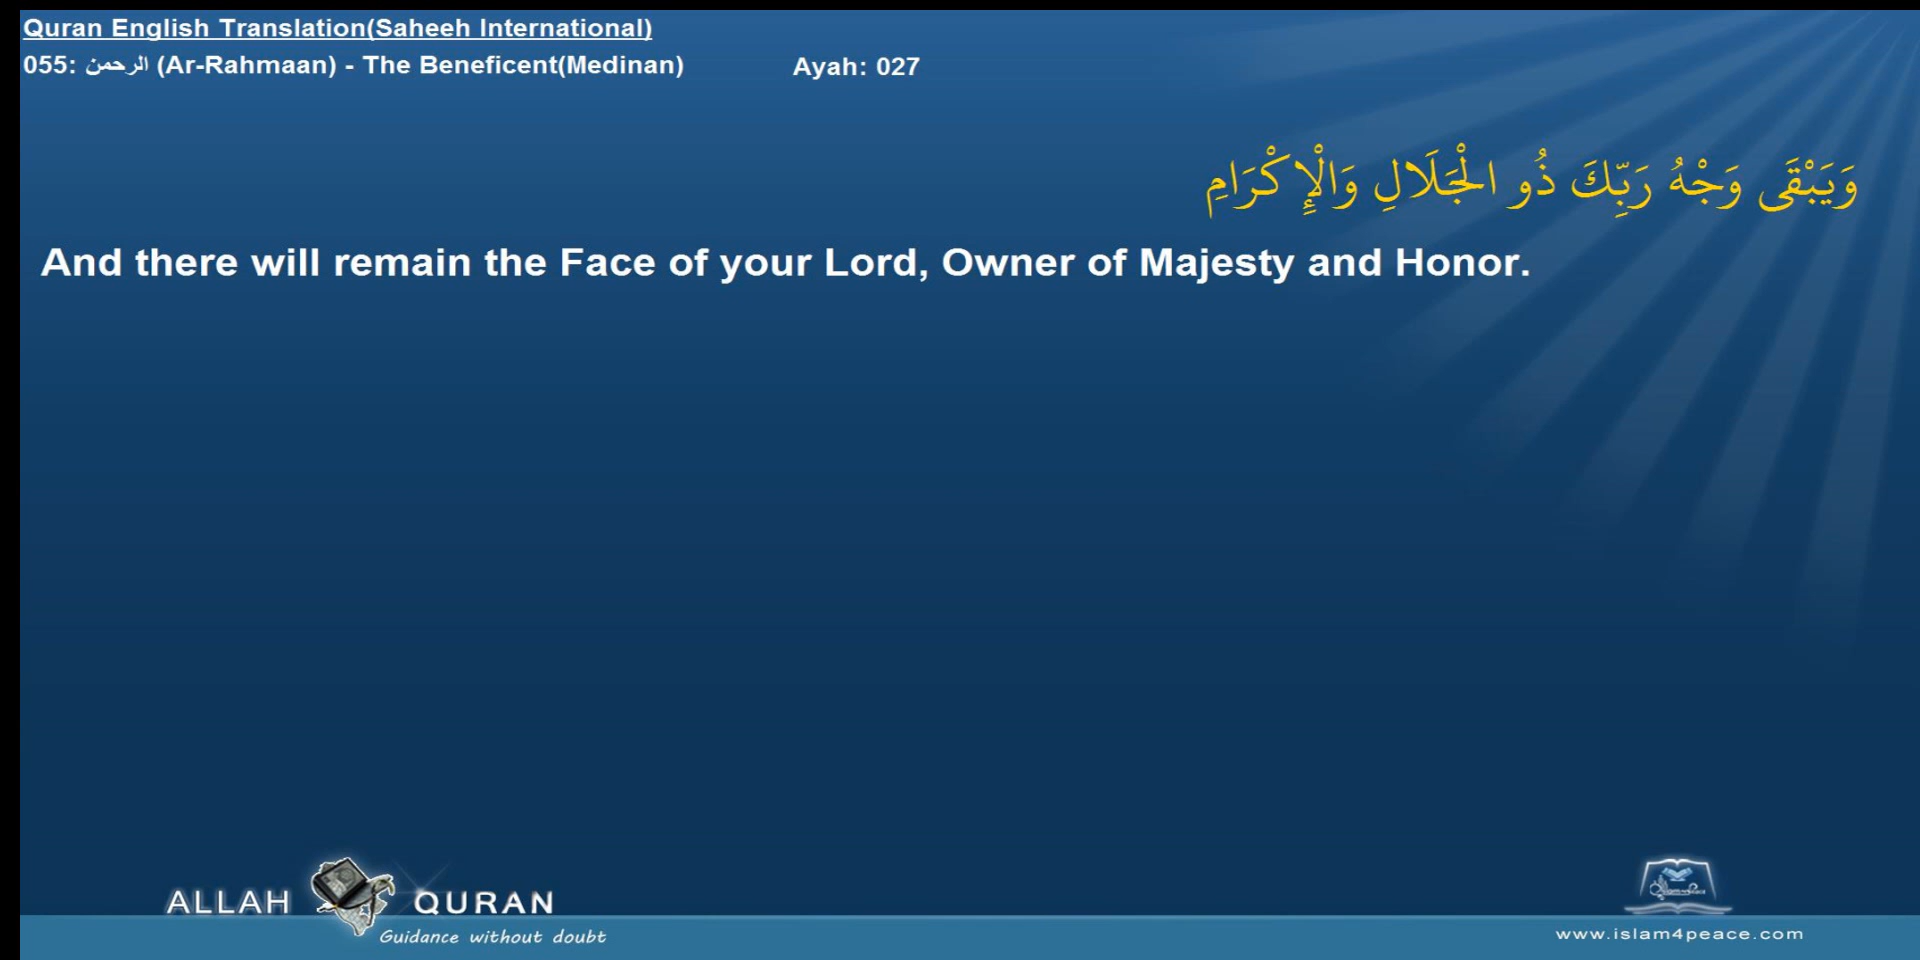 Quran English Translation(Saheeh International)
055: الرحمن (Ar-Rahmaan) - The Beneficent(Medinan) Ayah: 027
وَيَبْقَى وَجْهُ رَبِّكَ ذُو الْجَلَالِ وَالْإِكْرَامِ
And there will remain the Face of your Lord, Owner of Majesty and Honor.
ALLAH QURAN
Guidance without doubt
www.islam4peace.com